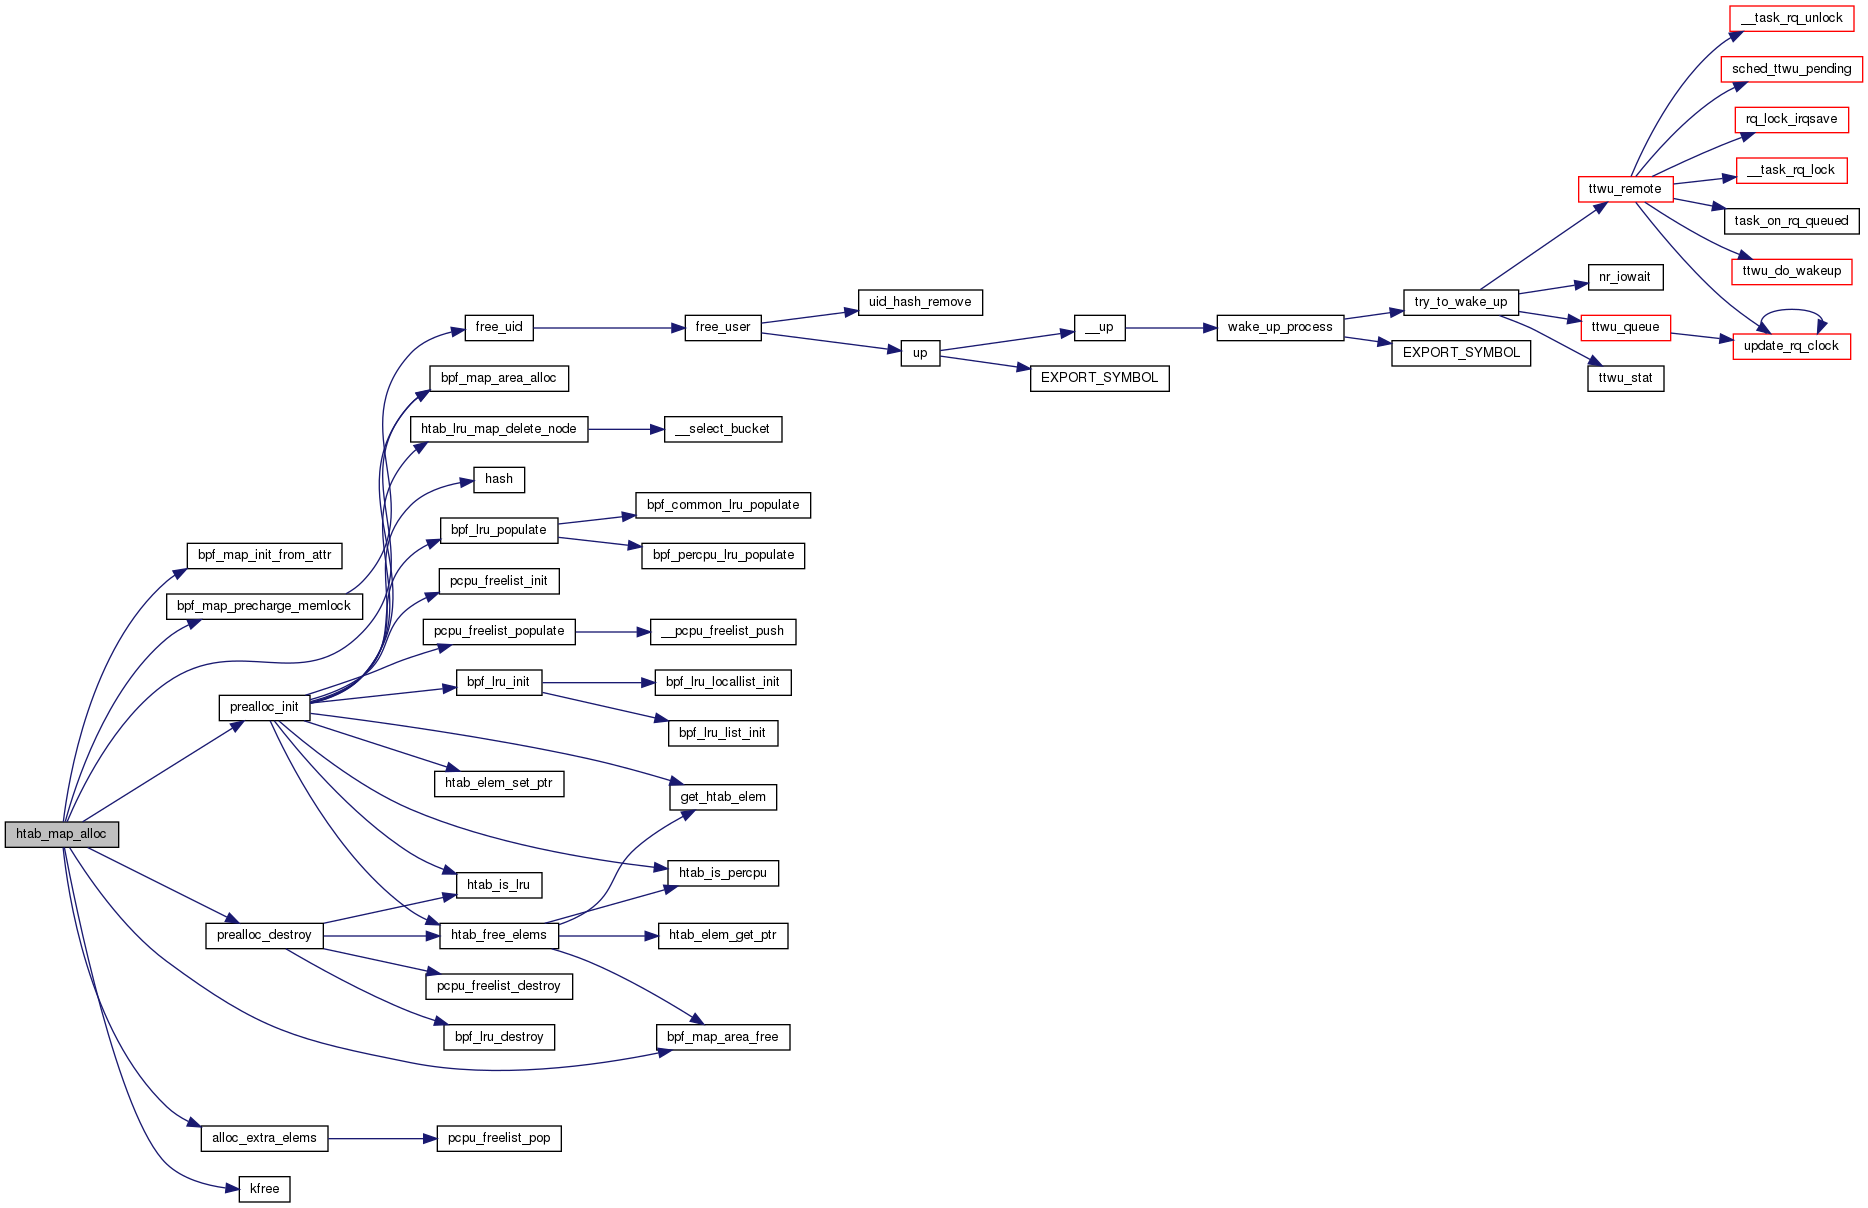 __task_rq_unlock
sched_ttwu_pending
rq_lock_irqsave
__task_rq_lock
ttwu_remote
task_on_rq_queued
ttwu_do_wakeup
nr_iowait
uid_hash_remove
try_to_wake_up
free_uid
free_user
__up
wake_up_process
ttwu_queue
update_rq_clock
up
EXPORT_SYMBOL
bpf_map_area_alloc
EXPORT_SYMBOL
ttwu_stat
htab_lru_map_delete_node
__select_bucket
hash
bpf_common_lru_populate
bpf_lru_populate
bpf_map_init_from_attr
bpf_percpu_lru_populate
pcpu_freelist_init
bpf_map_precharge_memlock
pcpu_freelist_populate
__pcpu_freelist_push
bpf_lru_init
bpf_lru_locallist_init
prealloc_init
bpf_lru_list_init
htab_elem_set_ptr
get_htab_elem
htab_map_alloc
htab_is_percpu
htab_is_lru
prealloc_destroy
htab_free_elems
htab_elem_get_ptr
pcpu_freelist_destroy
bpf_lru_destroy
bpf_map_area_free
alloc_extra_elems
pcpu_freelist_pop
kfree